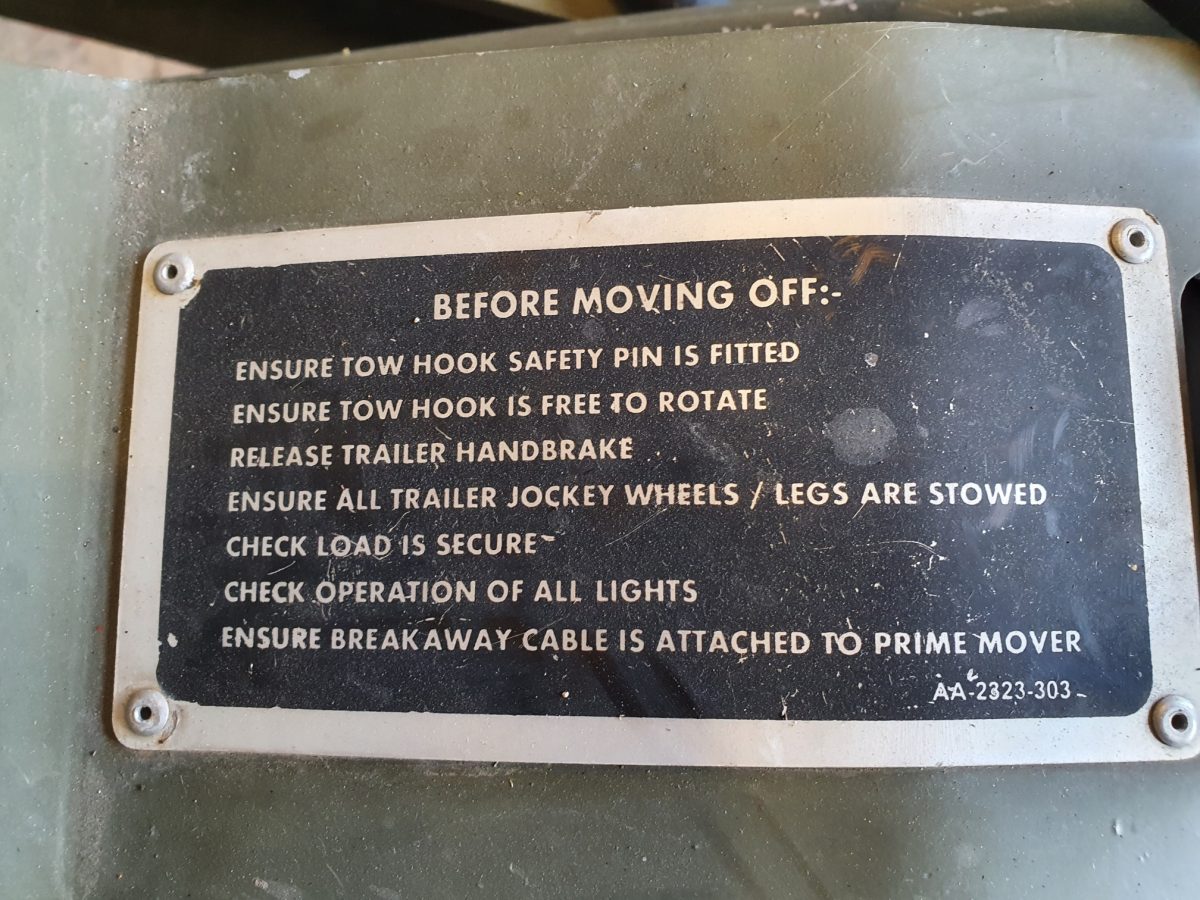 BEFORE MOVING OFF:-
ENSURE TOW HOOK SAFETY PIN IS FITTED
ENSURE TOW HOOK IS FREE TO ROTATE
RELEASE TRAILER HANDBRAKE
ENSURE ALL TRAILER JOCKEY WHEELS / LEGS ARE STOWED
CHECK LOAD IS SECURE
CHECK OPERATION OF ALL LIGHTS
ENSURE BREAKAWAY CABLE IS ATTACHED TO PRIME MOVER
AA-2323-303